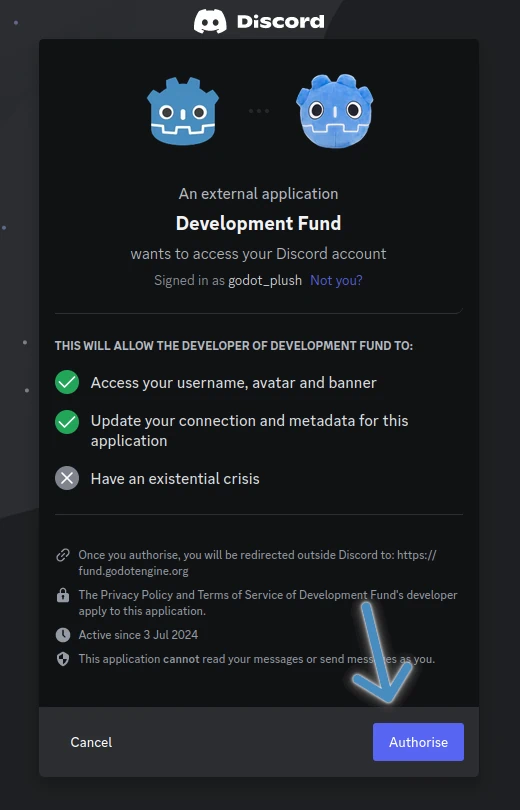 Discord
An external application
Development Fund
wants to access your Discord account
Signed in as godot_plush Not you?
THIS WILL ALLOW THE DEVELOPER OF DEVELOPMENT FUND TO:
Access your username, avatar and banner
Update your connection and metadata for this
application
Have an existential crisis
Once you authorise, you will be redirected outside Discord to: https://
fund.godotengine.org
The Privacy Policy and Terms of Service of Development Fund's developer
apply to this application.
Active since 3 Jul 2024
This application cannot read your messages or send messages as you.
Cancel
Authorise